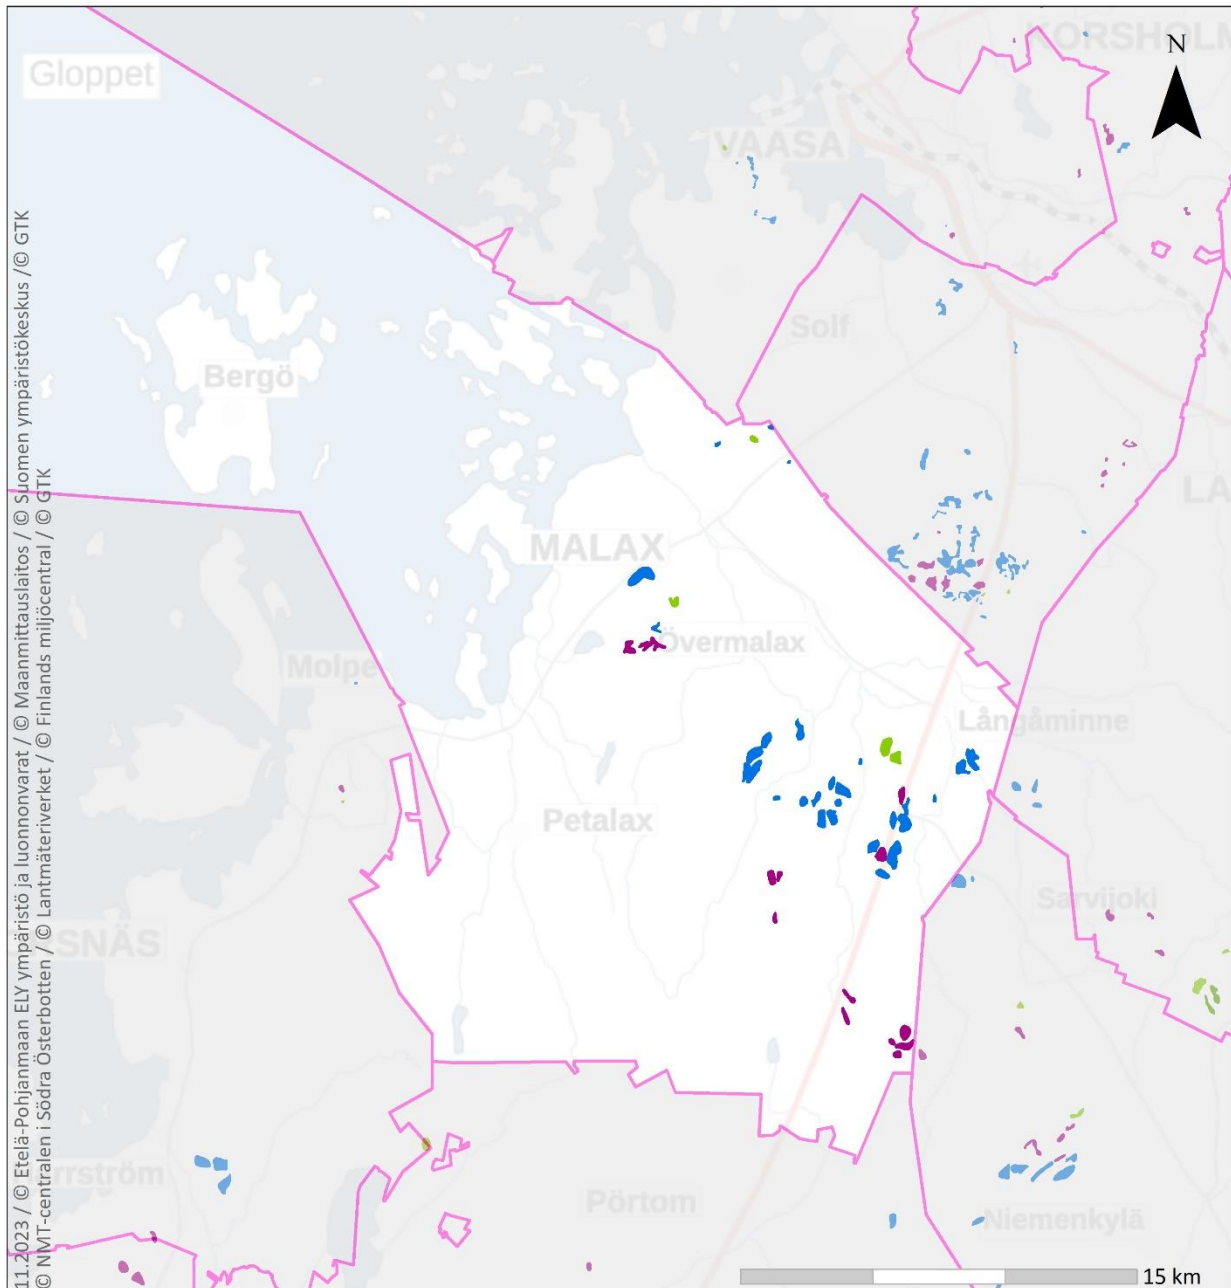 KORSHOLM
N
Gloppet
VAASA
Solf
Bergö
LA
MALAX
Övermalax
Molpe
Långåminne
Petalax
Sarvijoki
RSNÄS
rrström
Pörtom
Niemenkylä
15 km
11.2023 / © Etelä-Pohjanmaan ELY ympäristö ja luonnonvarat / © Maanmittauslaitos / © Suomen ympäristökeskus /© GTK
© NMT-centralen i Södra Österbotten / © Lantmäteriverket / © Finlands miljöcentral / © GTK